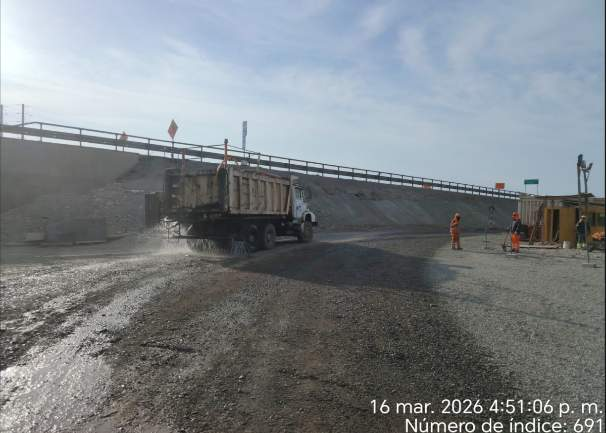 16 mar. 2026 4:51:06 p. m.
Número de índice: 691